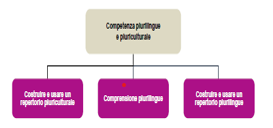 Competenza plurilingue
e pluriculturale
Costruire e usare un
repertorio pluriculturale
Comprensione plurilingue
Costruire e usare un
repertorio plurilingue